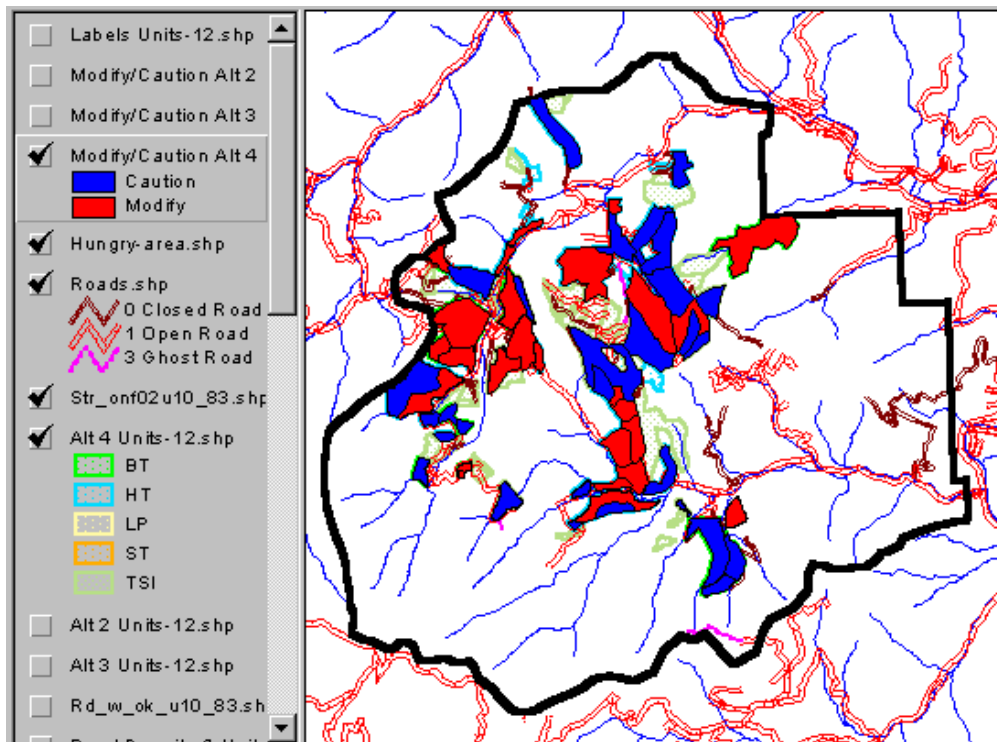 Labels Units-12.shp
Modify/Caution Alt 2
Modify/Caution Alt 3
Modify/Caution Alt 4
Caution
Modify
Hungry-area.shp
Roads.shp
0 Closed Road
1 Open Road
3 Ghost Road
Str_onf02u10_83.shp
Alt 4 Units-12.shp
BT
HT
LP
ST
TSI
Alt 2 Units-12.shp
Alt 3 Units-12.shp
Rd_w_ok_u10_83.sh